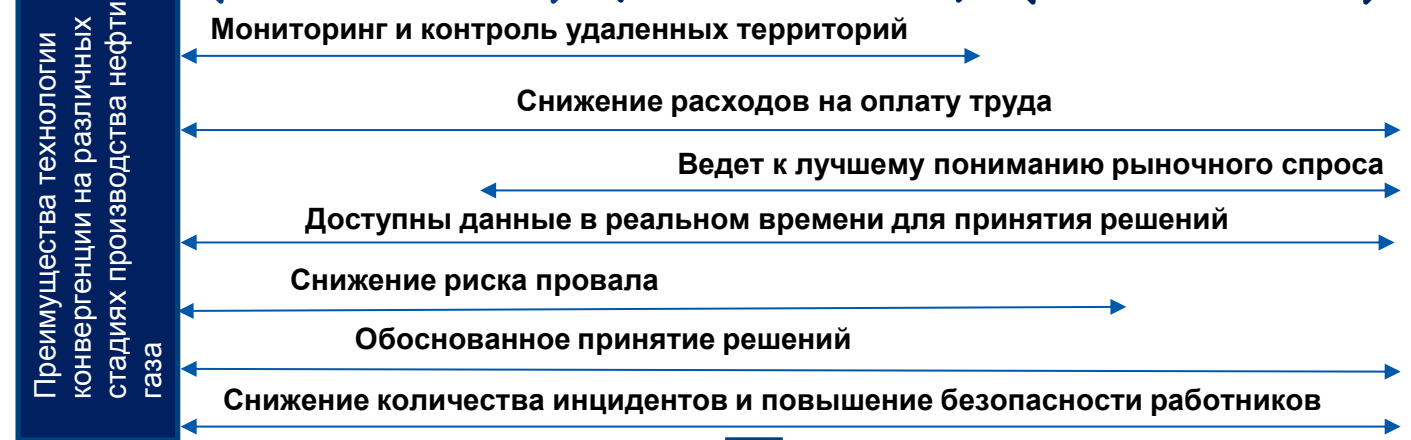 Преимущества технологии
конвергенции на различных
стадиях производства нефти
газа
Мониторинг и контроль удаленных территорий
Снижение расходов на оплату труда
Ведет к лучшему пониманию рыночного спроса
Доступны данные в реальном времени для принятия решений
Снижение риска провала
Обоснованное принятие решений
Снижение количества инцидентов и повышение безопасности работников